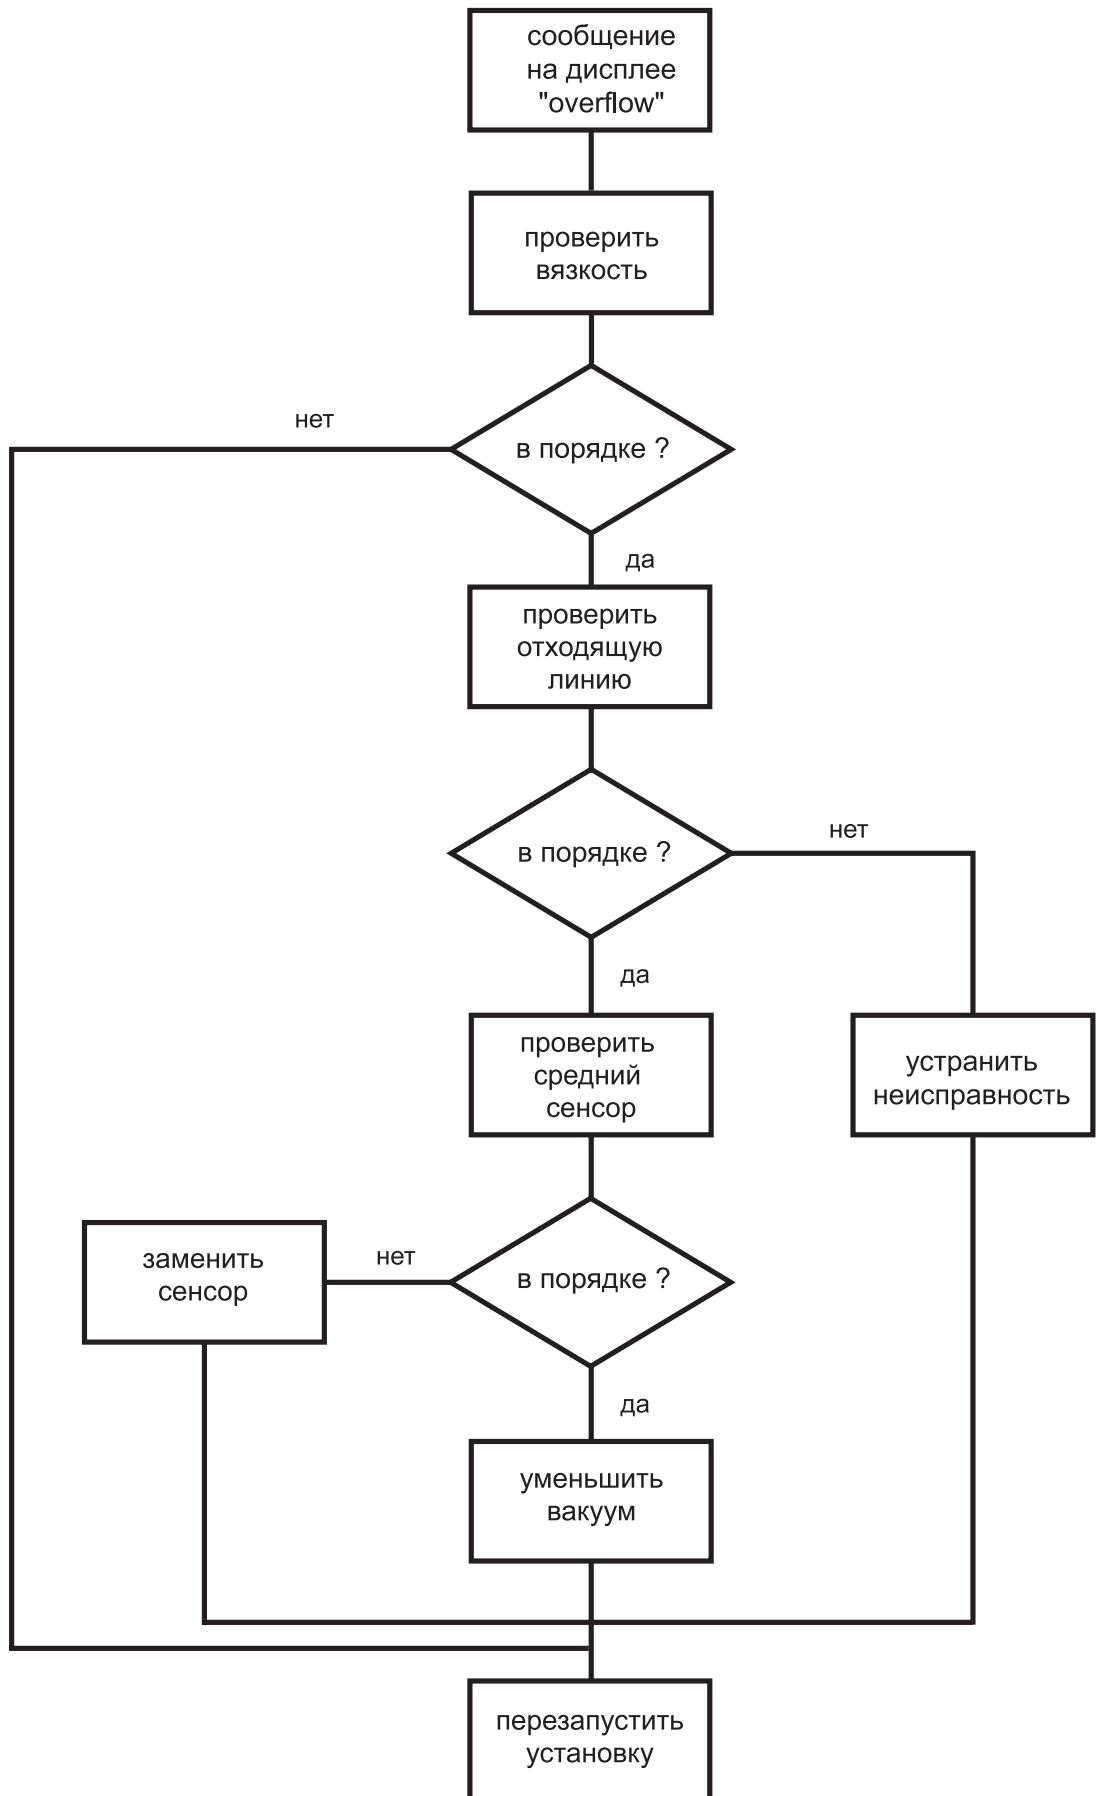 сообщение
на дисплее
"overflow"
проверить
вязкость
нет
в порядке ?
да
проверить
отходящую
линию
нет
в порядке ?
да
проверить
средний
сенсор
устранить
неисправность
заменить
сенсор
нет
в порядке ?
да
уменьшить
вакуум
перезапустить
установку